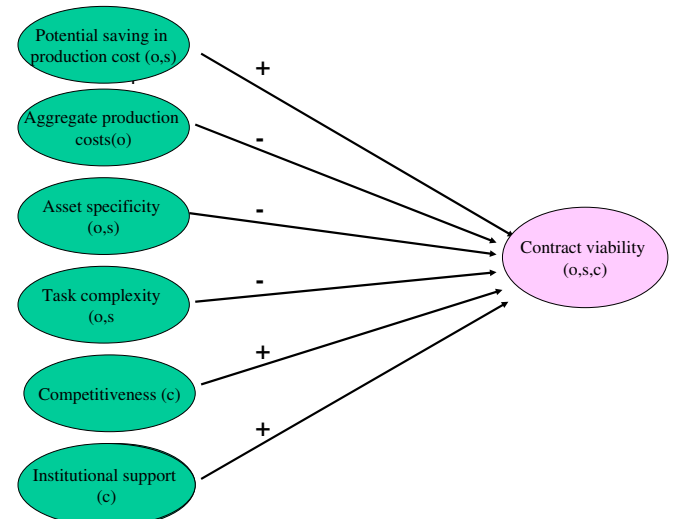 Potential saving in
production cost (o,s)
+
Aggregate production
costs(o)
-
Asset specificity
(o,s)
-
Contract viability
(o,s,c)
Task complexity
(o,s
-
Competitiveness (c)
+
Institutional support
(c)
+